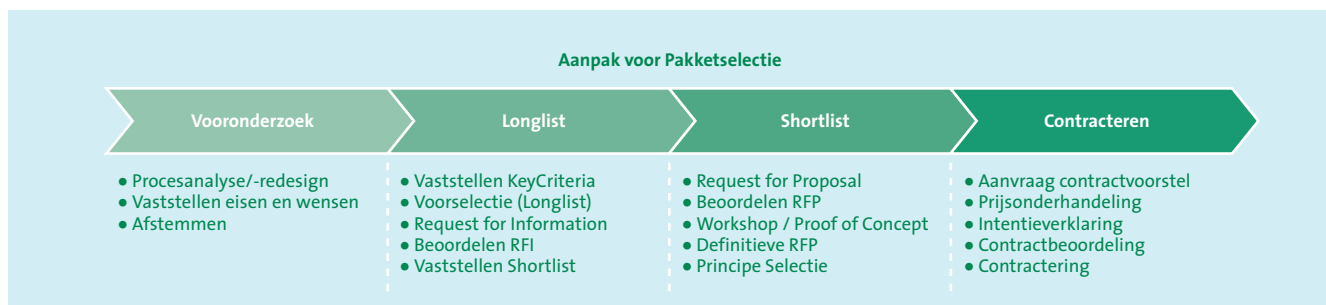 Aanpak voor Pakketselectie
Vooronderzoek
Longlist
Shortlist
Contracteren
• Procesanalyse/-redesign
• Vaststellen eisen en wensen
• Afstemmen
• Vaststellen KeyCriteria
• Voorselectie (Longlist)
• Request for Information
• Beoordelen RFI
• Vaststellen Shortlist
• Request for Proposal
• Beoordelen RFP
• Workshop / Proof of Concept
• Definitieve RFP
• Principe Selectie
• Aanvraag contractvoorstel
• Prijsonderhandeling
• Intentieverklaring
• Contractbeoordeling
• Contractering